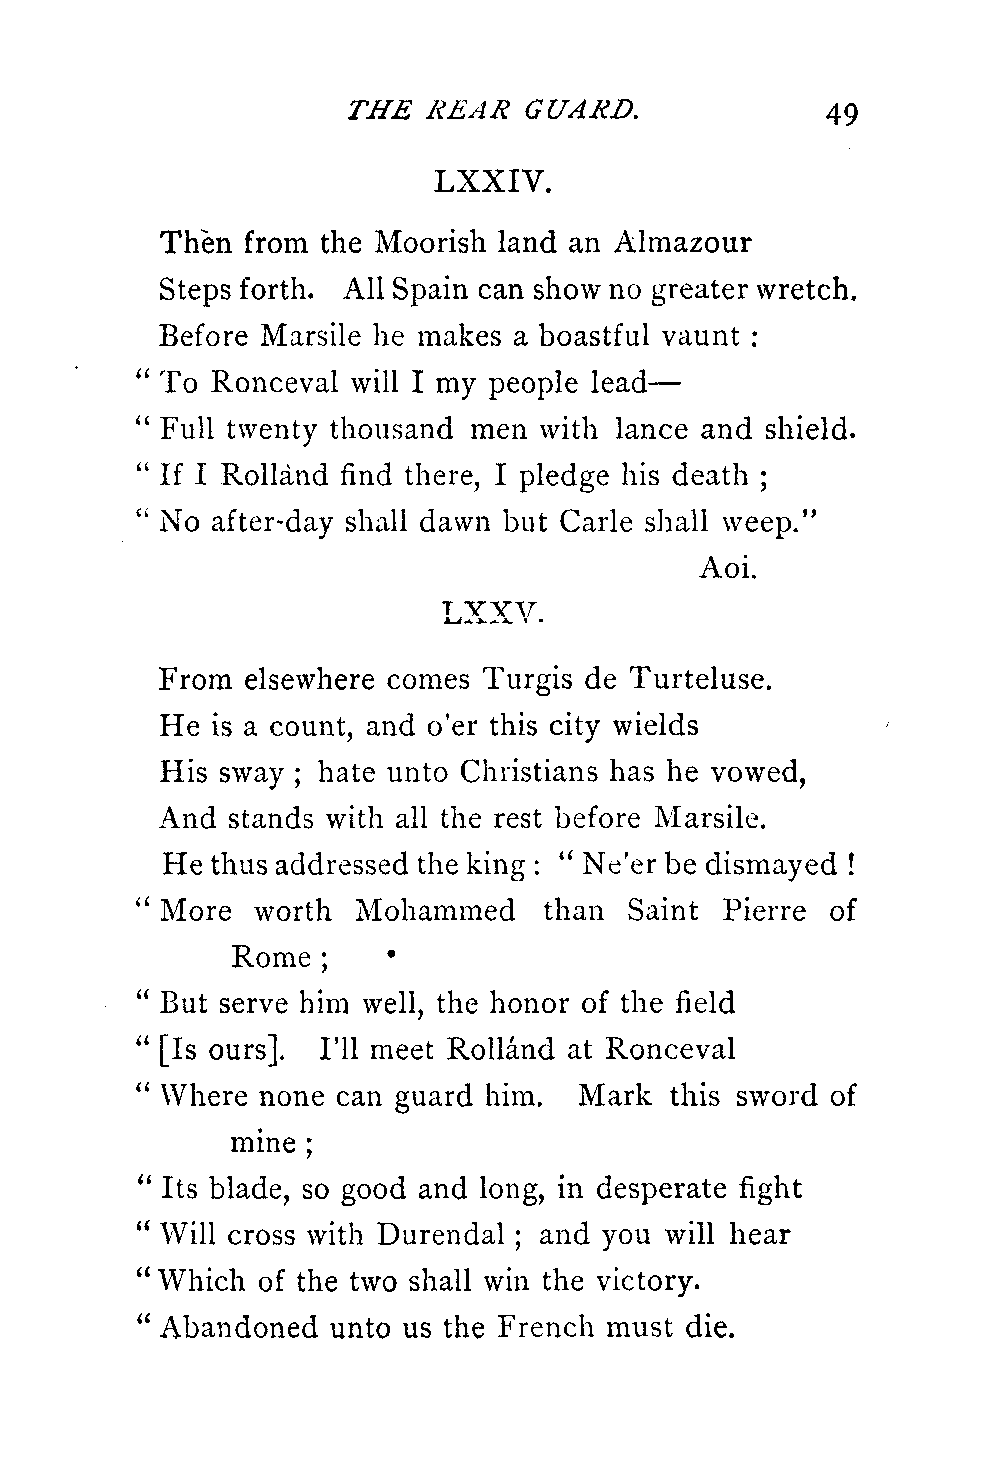 THE REAR GUARD. 49
LXXIV.
Then from the Moorish land an Almazour
Steps forth. All Spain can show no greater wretch.
Before Marsile he makes a boastful vaunt :
" To Ronceval will I my people lead—
" Full twenty thousand men with lance and shield.
" If I Rollánd find there, I pledge his death ;
" No after-day shall dawn but Carle shall weep."
Aoi.
LXXV.
From elsewhere comes Turgis de Turteluse.
He is a count, and o'er this city wields
His sway ; hate unto Christians has he vowed,
And stands with all the rest before Marsile.
He thus addressed the king : " Ne'er be dismayed !
" More worth Mohammed than Saint Pierre of
Rome ;
" But serve him well, the honor of the field
" [Is ours]. I'll meet Rollánd at Ronceval
" Where none can guard him. Mark this sword of
mine ;
" Its blade, so good and long, in desperate fight
" Will cross with Durendal ; and you will hear
" Which of the two shall win the victory.
" Abandoned unto us the French must die.